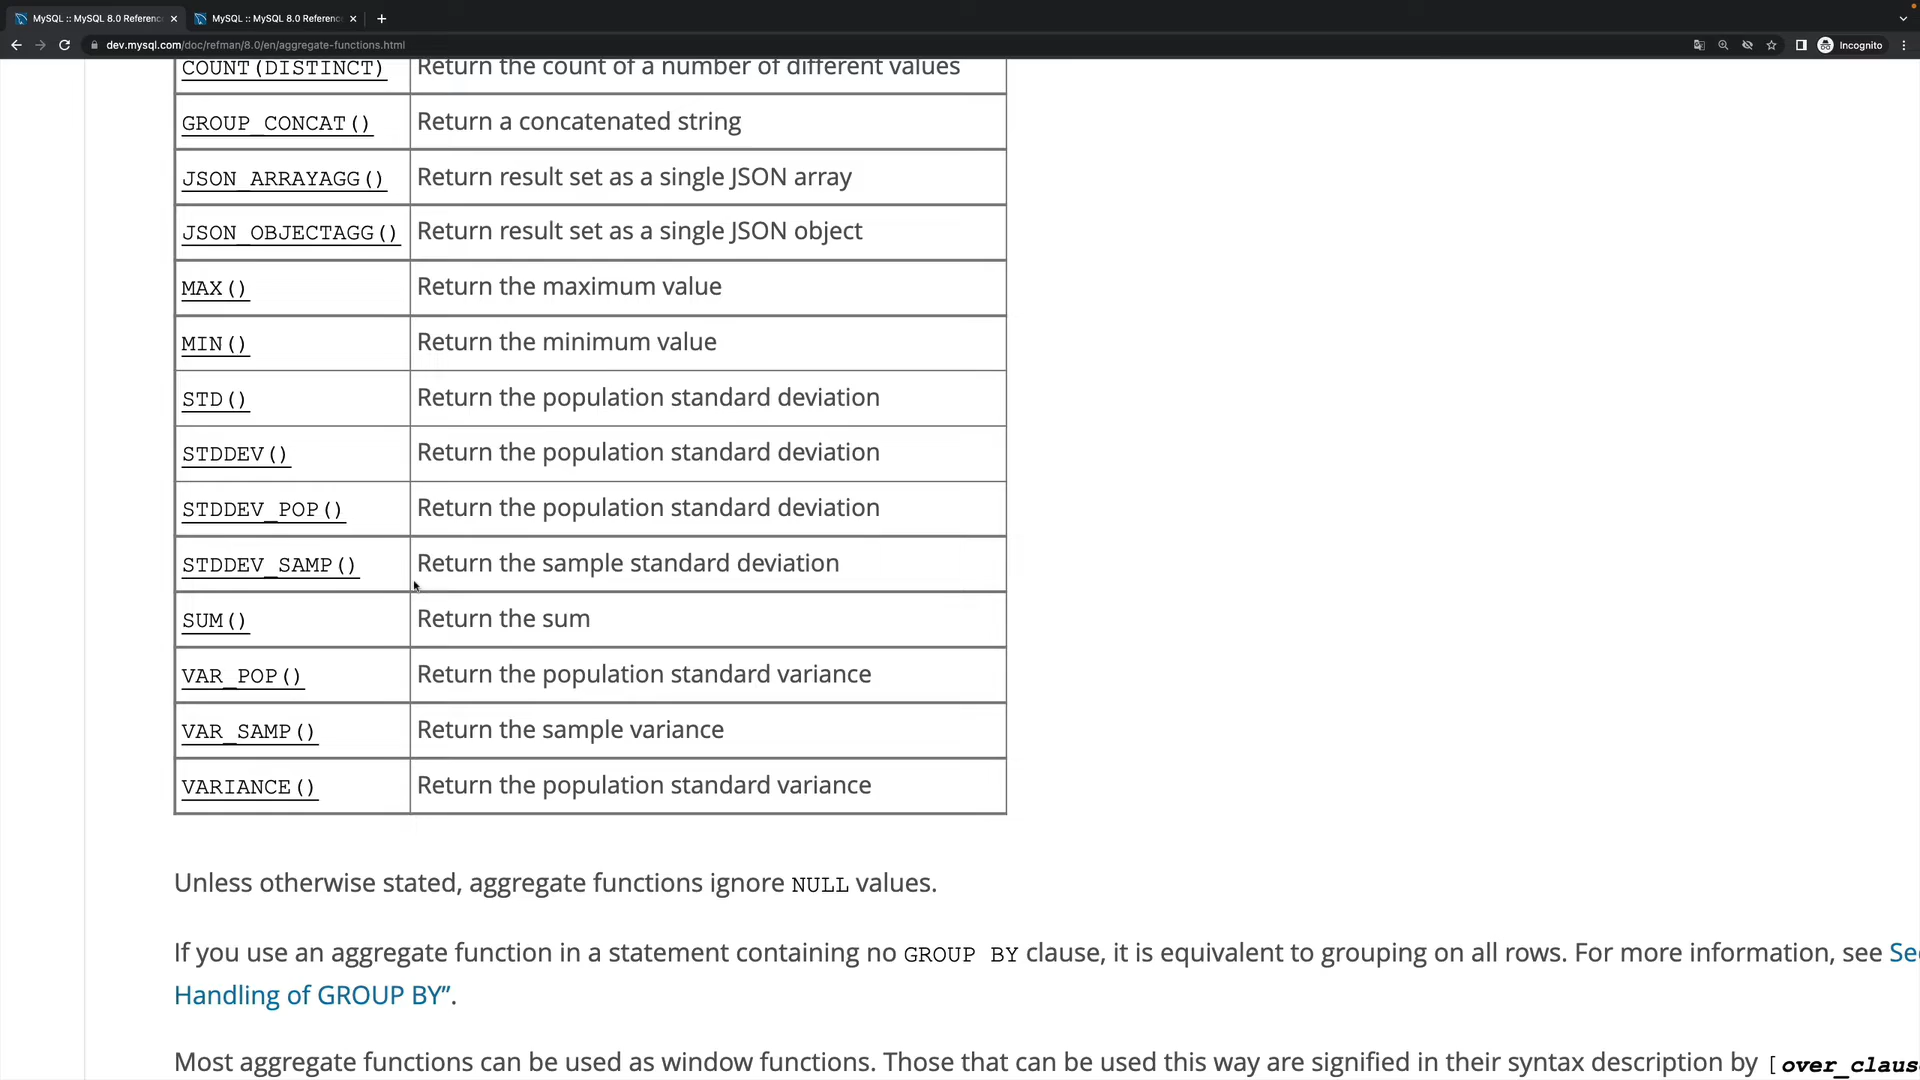 MySQL :: MySQL 8.0 Referenc
MySQL :: MySQL 8.0 Referenc
dev.mysql.com/doc/refman/8.0/en/aggregate-functions.html
Incognito
COUNT(DISTINCT) Return the count of a number of different values
GROUP_CONCAT() Return a concatenated string
JSON_ARRAYAGG() Return result set as a single JSON array
JSON_OBJECTAGG() Return result set as a single JSON object
MAX() Return the maximum value
MIN() Return the minimum value
STD() Return the population standard deviation
STDDEV() Return the population standard deviation
STDDEV_POP() Return the population standard deviation
STDDEV_SAMP() Return the sample standard deviation
SUM() Return the sum
VAR_POP() Return the population standard variance
VAR_SAMP() Return the sample variance
VARIANCE() Return the population standard variance
Unless otherwise stated, aggregate functions ignore NULL values.
If you use an aggregate function in a statement containing no GROUP BY clause, it is equivalent to grouping on all rows. For more information, see Se
Handling of GROUP BY”.
Most aggregate functions can be used as window functions. Those that can be used this way are signified in their syntax description by [over_claus